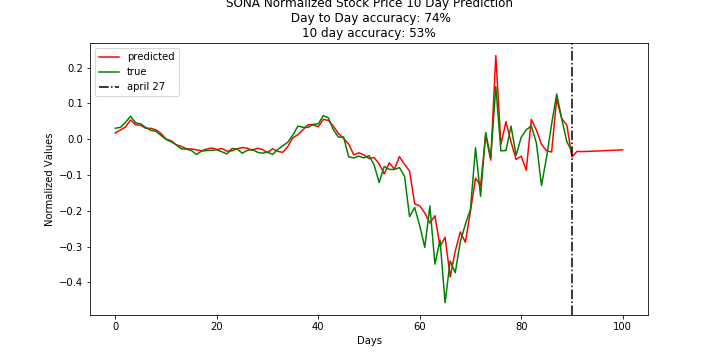 SONA Normalized Stock Price 10 Day Prediction
Day to Day accuracy: 74%
10 day accuracy: 53%
predicted
true
april 27
Normalized Values
0.2
0.1
0.0
−0.1
−0.2
−0.3
−0.4
0 20 40 60 80 100
Days